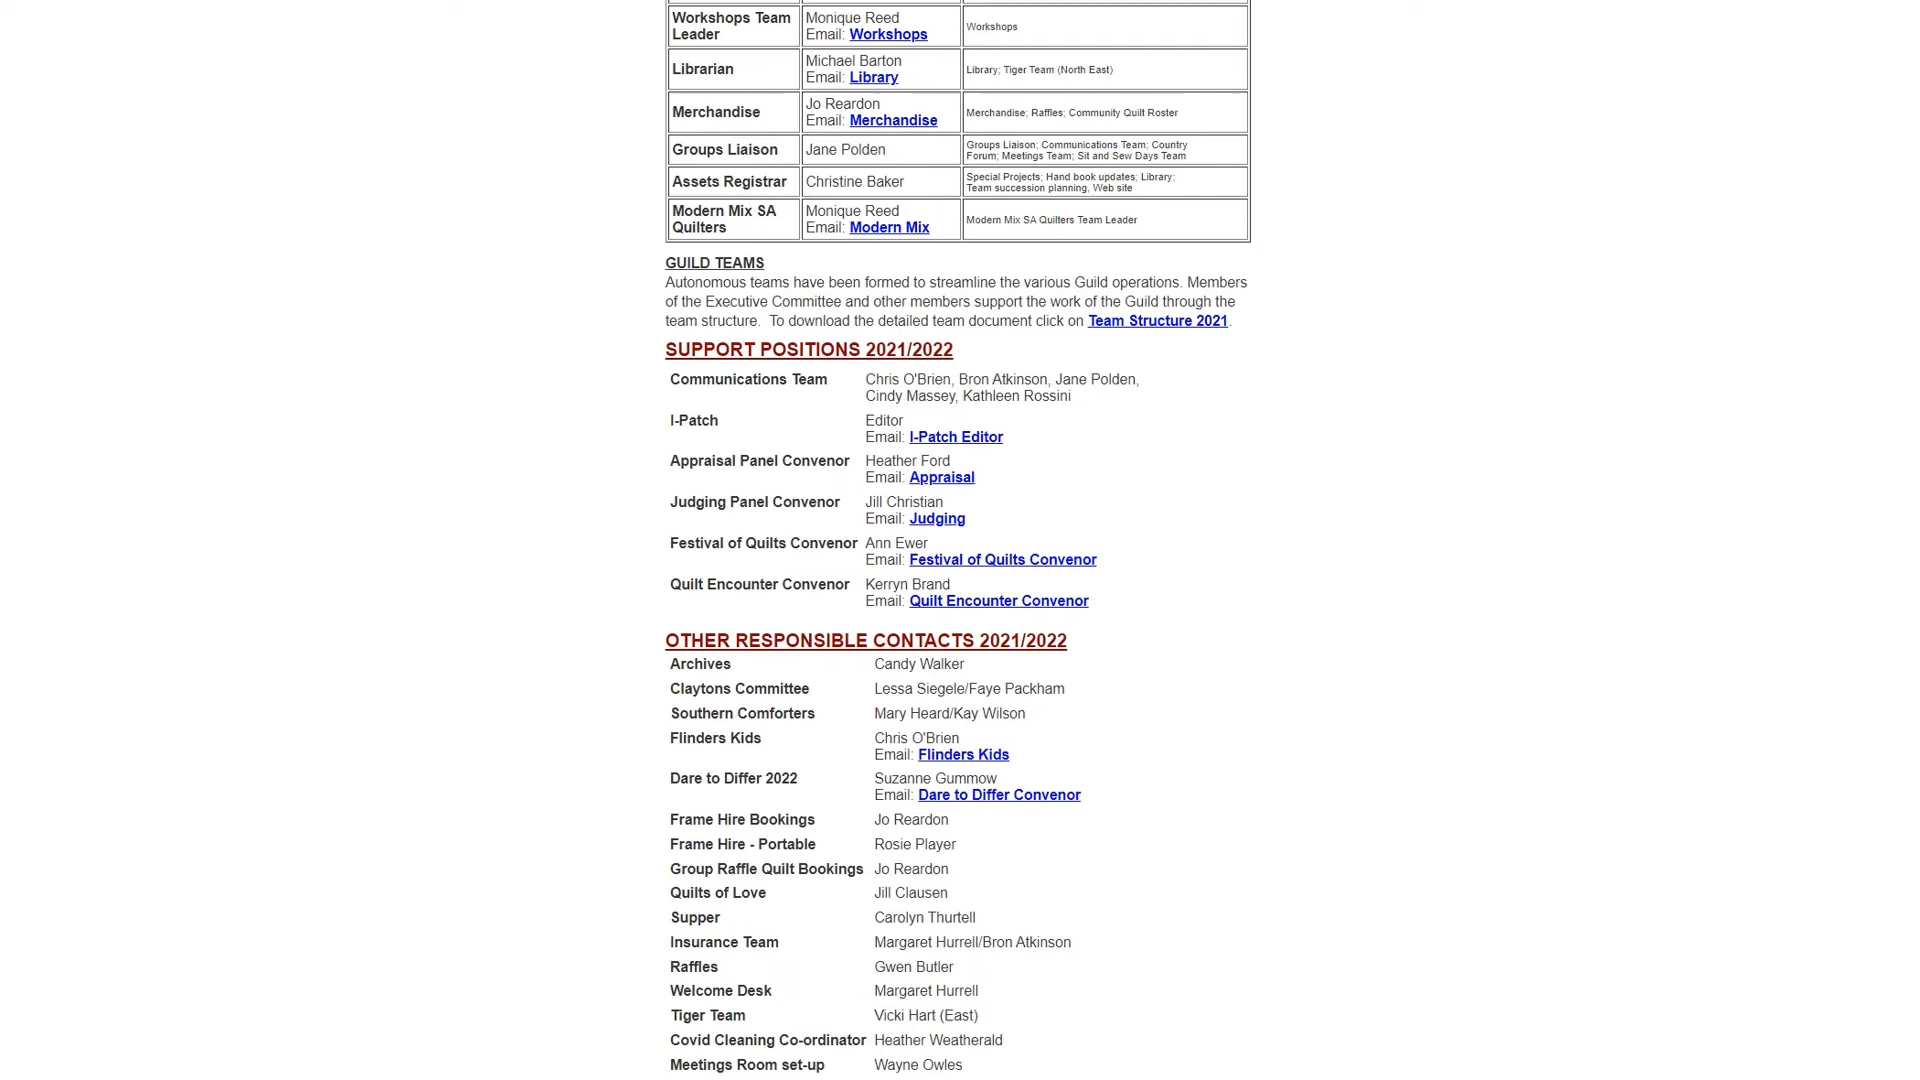 Workshops Team
Leader
Monique Reed
Email: Workshops
Workshops
Librarian
Michael Barton
Email: Library
Library; Tiger Team (North East)
Merchandise
Jo Reardon
Email: Merchandise
Merchandise; Raffles; Community Quilt Roster
Groups Liaison
Jane Polden
Groups Liaison; Communications Team; Country
Forum; Meetings Team; Sit and Sew Days Team
Assets Registrar
Christine Baker
Special Projects; Hand book updates; Library;
Team succession planning, Web site
Modern Mix SA
Quilters
Monique Reed
Email: Modern Mix
Modern Mix SA Quilters Team Leader
GUILD TEAMS
Autonomous teams have been formed to streamline the various Guild operations. Members
of the Executive Committee and other members support the work of the Guild through the
team structure.  To download the detailed team document click on Team Structure 2021.
SUPPORT POSITIONS 2021/2022
Communications Team
Chris O'Brien, Bron Atkinson, Jane Polden,
Cindy Massey, Kathleen Rossini
I-Patch
Editor
Email: I-Patch Editor
Appraisal Panel Convenor
Heather Ford
Email: Appraisal
Judging Panel Convenor
Jill Christian
Email: Judging
Festival of Quilts Convenor
Ann Ewer
Email: Festival of Quilts Convenor
Quilt Encounter Convenor
Kerryn Brand
Email: Quilt Encounter Convenor
OTHER RESPONSIBLE CONTACTS 2021/2022
Archives Candy Walker
Claytons Committee Lessa Siegele/Faye Packham
Southern Comforters Mary Heard/Kay Wilson
Flinders Kids Chris O'Brien
Email: Flinders Kids
Dare to Differ 2022 Suzanne Gummow
Email: Dare to Differ Convenor
Frame Hire Bookings Jo Reardon
Frame Hire - Portable Rosie Player
Group Raffle Quilt Bookings Jo Reardon
Quilts of Love Jill Clausen
Supper Carolyn Thurtell
Insurance Team Margaret Hurrell/Bron Atkinson
Raffles Gwen Butler
Welcome Desk Margaret Hurrell
Tiger Team Vicki Hart (East)
Covid Cleaning Co-ordinator Heather Weatherald
Meetings Room set-up Wayne Owles